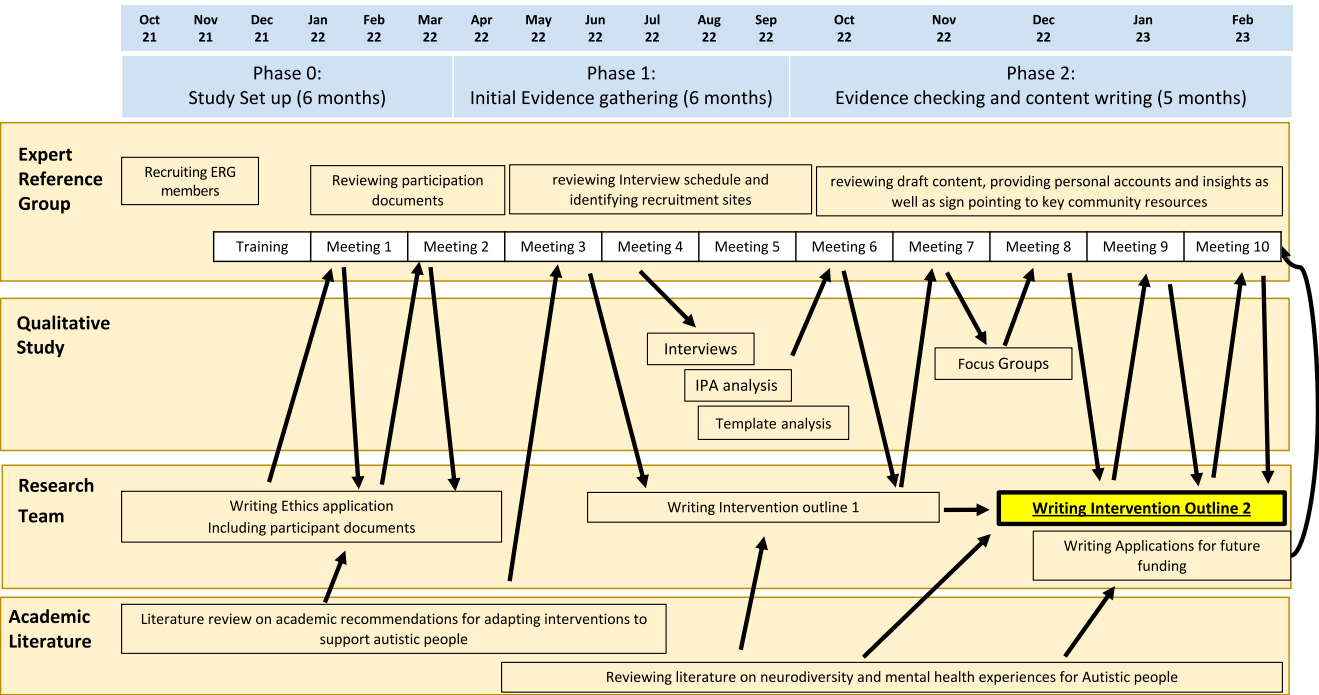 Oct Nov Dec Jan Feb Mar Apr May Jun Jul Aug Sep Oct Nov Dec Jan Feb
21 21 21 22 22 22 22 22 22 22 22 22 22 22 22 23 23
Phase 0:
Study Set up (6 months)
Phase 1:
Initial Evidence gathering (6 months)
Phase 2:
Evidence checking and content writing (5 months)
Expert
Reference
Group
Recruiting ERG
members
Reviewing participation
documents
reviewing Interview schedule and
identifying recruitment sites
reviewing draft content, providing personal accounts and insights as
well as sign pointing to key community resources
Training Meeting 1 Meeting 2 Meeting 3 Meeting 4 Meeting 5 Meeting 6 Meeting 7 Meeting 8 Meeting 9 Meeting 10
Qualitative
Study
Interviews
IPA analysis
Template analysis
Focus Groups
Research
Team
Writing Ethics application
Including participant documents
Writing Intervention outline 1
Writing Intervention Outline 2
Writing Applications for future
funding
Academic
Literature
Literature review on academic recommendations for adapting interventions to
support autistic people
Reviewing literature on neurodiversity and mental health experiences for Autistic people